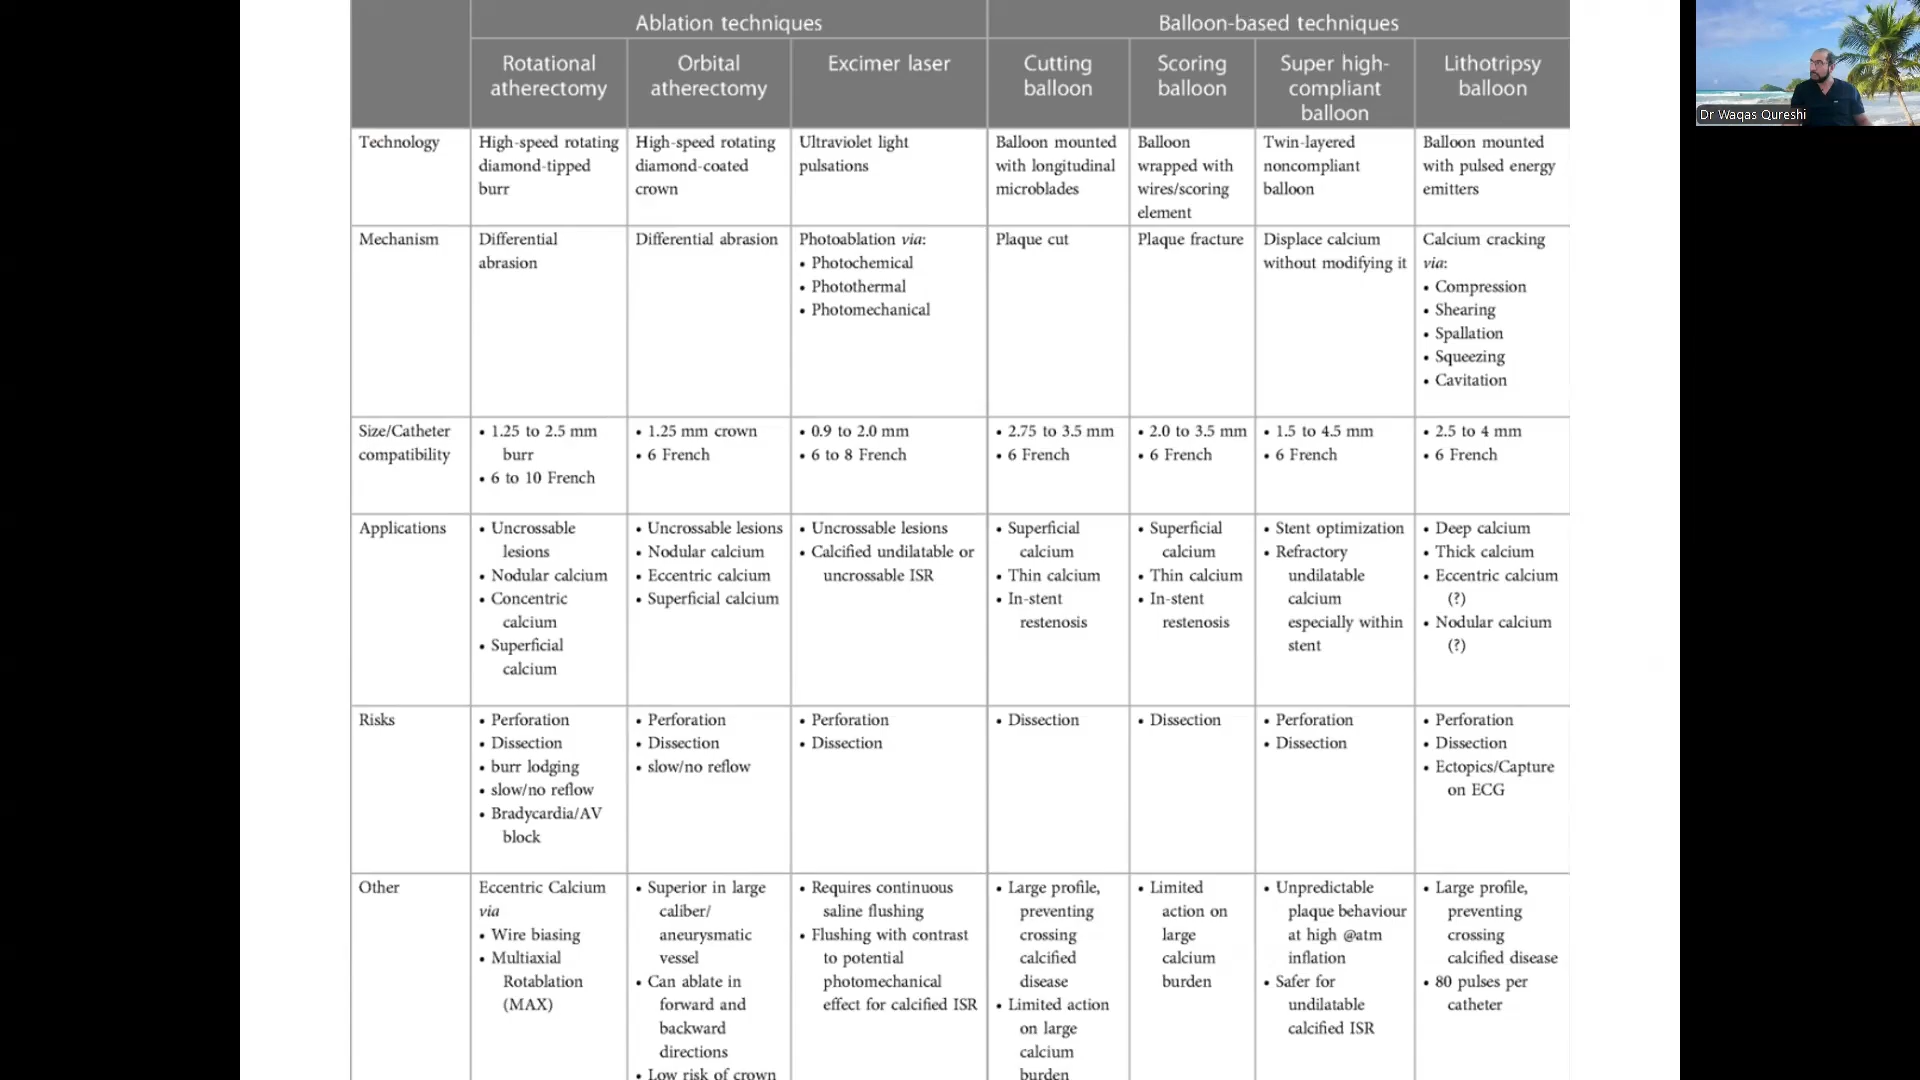 Ablation techniques
Balloon-based techniques
Rotational
atherectomy
Orbital
atherectomy
Excimer laser
Cutting
balloon
Scoring
balloon
Super high-
compliant
balloon
Lithotripsy
balloon
Technology
High-speed rotating
diamond-tipped
burr
High-speed rotating
diamond-coated
crown
Ultraviolet light
pulsations
Balloon mounted
with longitudinal
microblades
Balloon
wrapped with
wires/scoring
element
Twin-layered
noncompliant
balloon
Balloon mounted
with pulsed energy
emitters
Mechanism
Differential
abrasion
Differential abrasion
Photoablation via:
• Photochemical
• Photothermal
• Photomechanical
Plaque cut
Plaque fracture
Displace calcium
without modifying it
Calcium cracking
via:
• Compression
• Shearing
• Spallation
• Squeezing
• Cavitation
Size/Catheter
compatibility
• 1.25 to 2.5 mm
burr
• 6 to 10 French
• 1.25 mm crown
• 6 French
• 0.9 to 2.0 mm
• 6 to 8 French
• 2.75 to 3.5 mm
• 6 French
• 2.0 to 3.5 mm
• 6 French
• 1.5 to 4.5 mm
• 6 French
• 2.5 to 4 mm
• 6 French
Applications
• Uncrossable
lesions
• Nodular calcium
• Concentric
calcium
• Superficial
calcium
• Uncrossable lesions
• Nodular calcium
• Eccentric calcium
• Superficial calcium
• Uncrossable lesions
• Calcified undilatable or
uncrossable ISR
• Superficial
calcium
• Thin calcium
• In-stent
restenosis
• Superficial
calcium
• Thin calcium
• In-stent
restenosis
• Stent optimization
• Refractory
undilatable
calcium
especially within
stent
• Deep calcium
• Thick calcium
• Eccentric calcium
(?)
• Nodular calcium
(?)
Risks
• Perforation
• Dissection
• burr lodging
• slow/no reflow
• Bradycardia/AV
block
• Perforation
• Dissection
• slow/no reflow
• Perforation
• Dissection
• Dissection
• Dissection
• Perforation
• Dissection
• Perforation
• Dissection
• Ectopics/Capture
on ECG
Other
Eccentric Calcium
via
• Wire biasing
• Multiaxial
Rotablation
(MAX)
• Superior in large
caliber/
aneurysmatic
vessel
• Can ablate in
forward and
backward
directions
• Low risk of crown
• Requires continuous
saline flushing
• Flushing with contrast
to potential
photomechanical
effect for calcified ISR
• Large profile,
preventing
crossing
calcified
disease
• Limited action
on large
calcium
burden
• Limited
action on
large
calcium
burden
• Unpredictable
plaque behaviour
at high @atm
inflation
• Safer for
undilatable
calcified ISR
• Large profile,
preventing
crossing
calcified disease
• 80 pulses per
catheter
Dr Waqas Qureshi